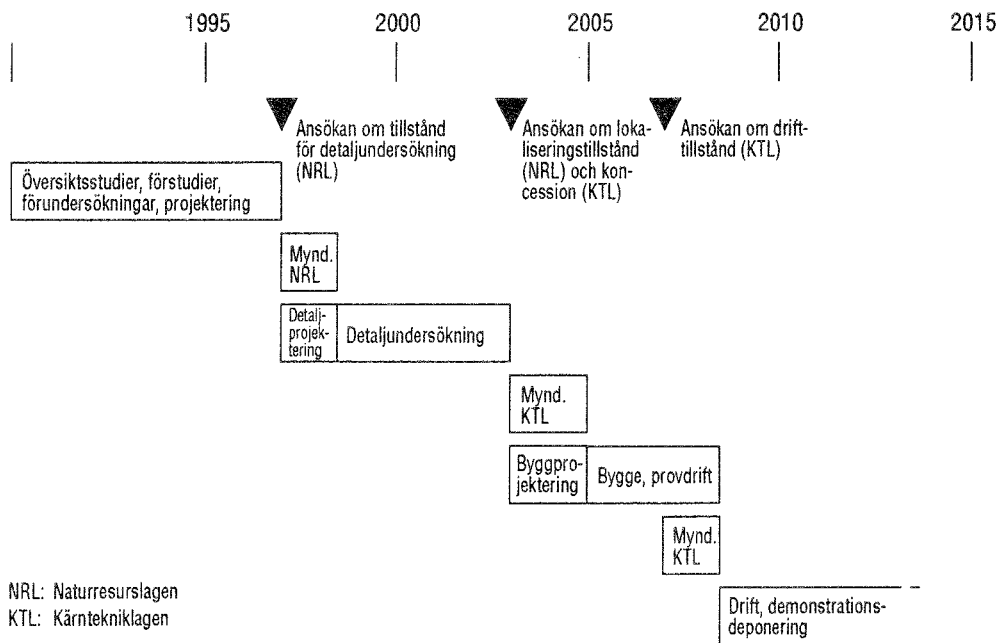 1995 2000 2005 2010 2015
Ansökan om tillstånd
för detaljundersökning
(NRL)
Ansökan om loka-
liseringstillstånd
(NRL) och kon-
cession (KTL)
Ansökan om drift-
tillstånd (KTL)
Översiktsstudier, förstudier,
förundersökningar, projektering
Mynd.
NRL
Detalj-
projek-
tering
Detaljundersökning
Mynd.
KTL
Byggpro-
jektering
Bygge, provdrift
Mynd.
KTL
Drift, demonstrations-
deponering
NRL: Naturresurslagen
KTL: Kärntekniklagen